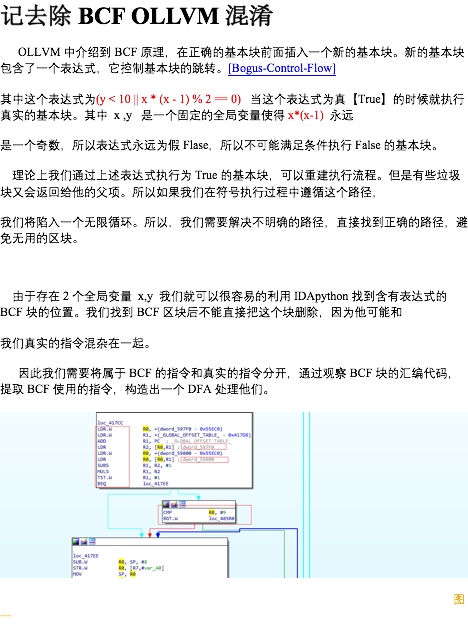 记去除 BCF OLLVM 混淆
OLLVM 中介绍到 BCF 原理，在正确的基本块前面插入一个新的基本块。新的基本块
包含了一个表达式，它控制基本块的跳转。[Bogus-Control-Flow]
其中这个表达式为(y < 10 || x * (x - 1) % 2 == 0) 当这个表达式为真【True】的时候就执行
真实的基本块。其中 x ,y 是一个固定的全局变量使得 x*(x-1) 永远
是一个奇数，所以表达式永远为假 Flase，所以不可能满足条件执行 False 的基本块。
理论上我们通过上述表达式执行为 True 的基本块，可以重建执行流程。但是有些垃圾
块又会返回给他的父项。所以如果我们在符号执行过程中遵循这个路径，
我们将陷入一个无限循环。所以，我们需要解决不明确的路径，直接找到正确的路径，避
免无用的区块。
由于存在 2 个全局变量 x,y 我们就可以很容易的利用 IDApython 找到含有表达式的
BCF 块的位置。我们找到 BCF 区块后不能直接把这个块删除，因为他可能和
我们真实的指令混杂在一起。
因此我们需要将属于 BCF 的指令和真实的指令分开，通过观察 BCF 块的汇编代码，
提取 BCF 使用的指令，构造出一个 DFA 处理他们。
loc_417CC
LDR.W R0, =(dword_597F0 - 0x55EC0)
LDR.W R1, =(_GLOBAL_OFFSET_TABLE_ - 0x417D8)
ADD R1, PC ; _GLOBAL_OFFSET_TABLE_
LDR R2, [R0,R1] ; dword_597F0
LDR.W R0, =(dword_59800 - 0x55EC0)
LDR R0, [R0,R1] ; dword_59800
SUBS R1, R2, #1
MULS R1, R2
TST.W R1, #1
BEQ loc_417EE
CMP R0, #9
BGT.W loc_48580
loc_417EE
SUB.W R0, SP, #8
STR.W R0, [R7,#var_A8]
MOV SP, R0
图